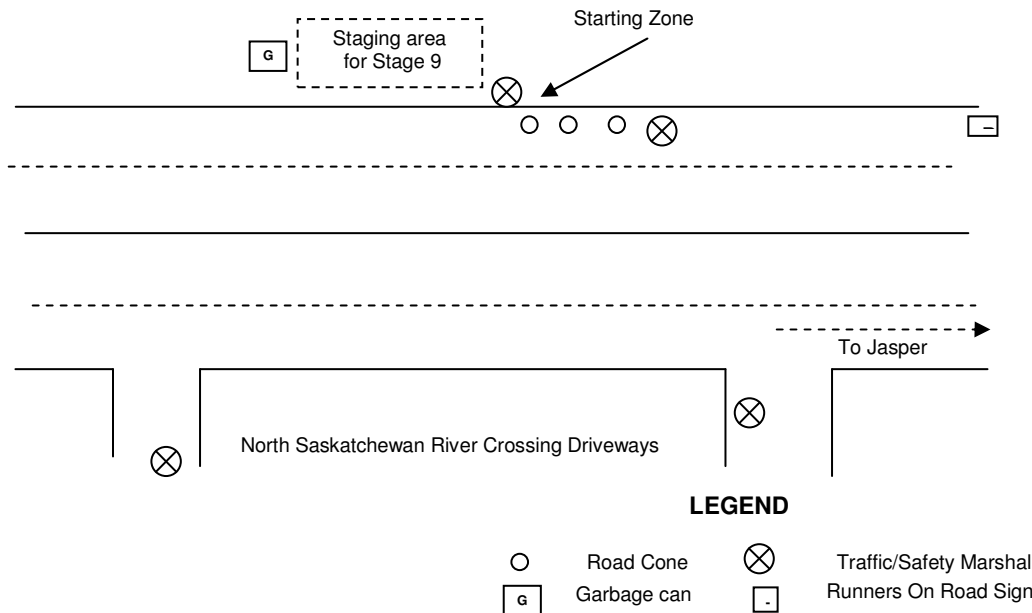 Starting Zone
Staging area
for Stage 9
G
To Jasper
North Saskatchewan River Crossing Driveways
LEGEND
Road Cone
Traffic/Safety Marshal
G
Garbage can
Runners On Road Sign